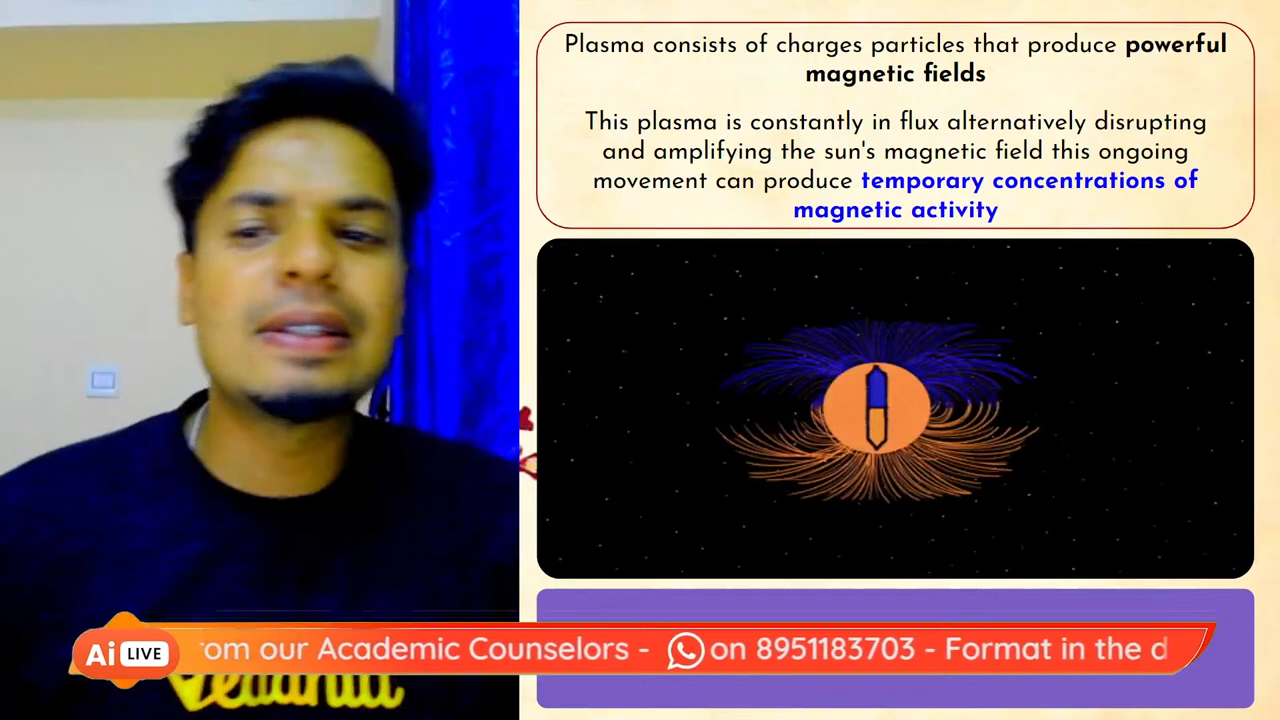 Plasma consists of charges particles that produce powerful
magnetic fields
This plasma is constantly in flux alternatively disrupting
and amplifying the sun's magnetic field this ongoing
movement can produce temporary concentrations of
magnetic activity
Ai LIVE
om our Academic Counselors - on 8951183703 - Format in the d